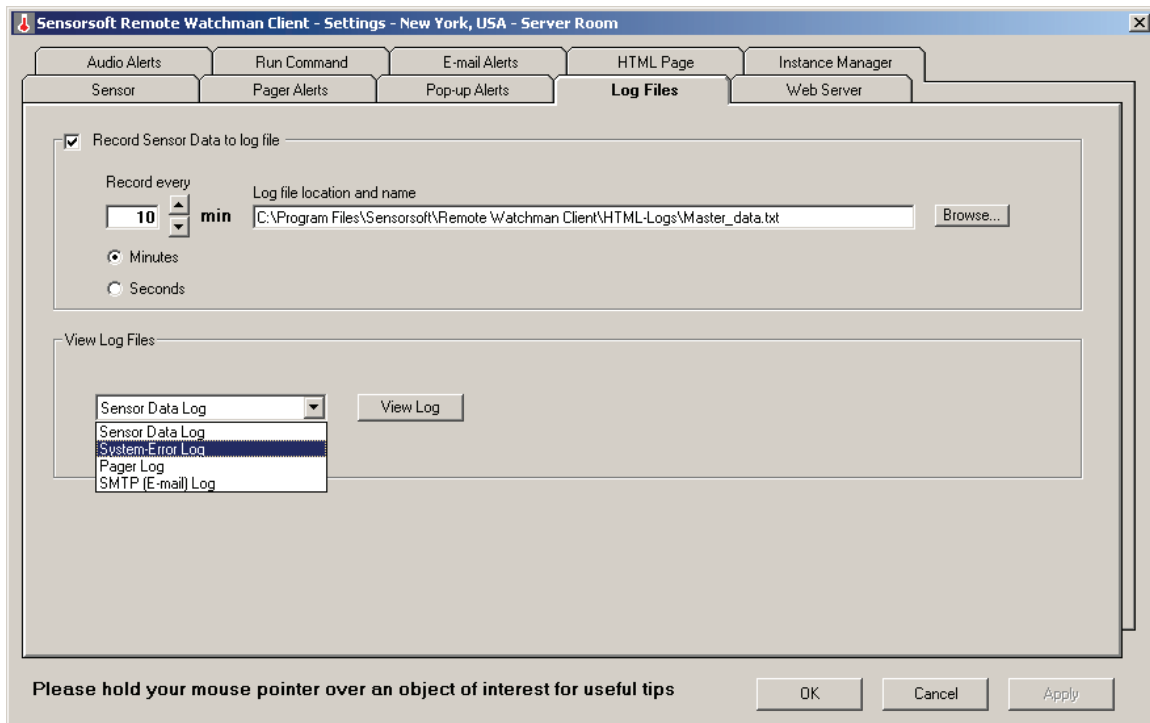 Sensorsoft Remote Watchman Client - Settings - New York, USA - Server Room
Audio Alerts Run Command E-mail Alerts HTML Page Instance Manager
Sensor Pager Alerts Pop-up Alerts Log Files Web Server
Record Sensor Data to log file
Record every
Log file location and name
10 min C:\Program Files\Sensorsoft\Remote Watchman Client\HTML-Logs\Master_data.txt Browse...
Minutes
Seconds
View Log Files
Sensor Data Log View Log
Sensor Data Log
System-Error Log
Pager Log
SMTP (E-mail) Log
Please hold your mouse pointer over an object of interest for useful tips OK Cancel Apply